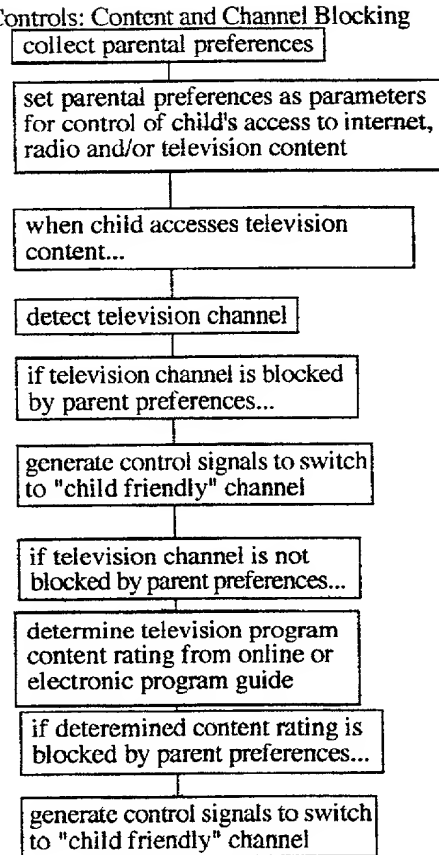 Controls: Content and Channel Blocking
collect parental preferences
set parental preferences as parameters
for control of child's access to internet,
radio and/or television content
when child accesses television
content...
detect television channel
if television channel is blocked
by parent preferences...
generate control signals to switch
to "child friendly" channel
if television channel is not
blocked by parent preferences...
determine television program
content rating from online or
electronic program guide
if deteremined content rating is
blocked by parent preferences...
generate control signals to switch
to "child friendly" channel